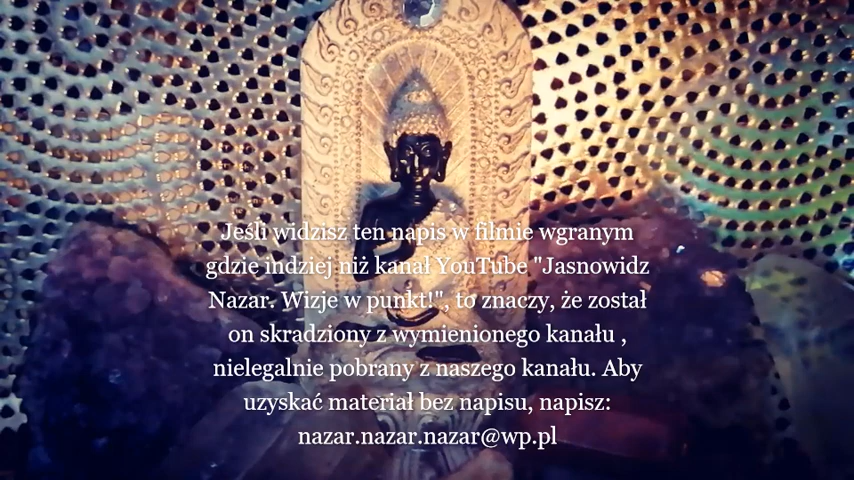 Jeśli widzisz ten napis w filmie wgranym
gdzie indziej niż kanał YouTube "Jasnowidz
Nazar. Wizje w punkt!", to znaczy, że został
on skradziony z wymienionego kanału ,
nielegalnie pobrany z naszego kanału. Aby
uzyskać materiał bez napisu, napisz:
nazar.nazar.nazar@wp.pl